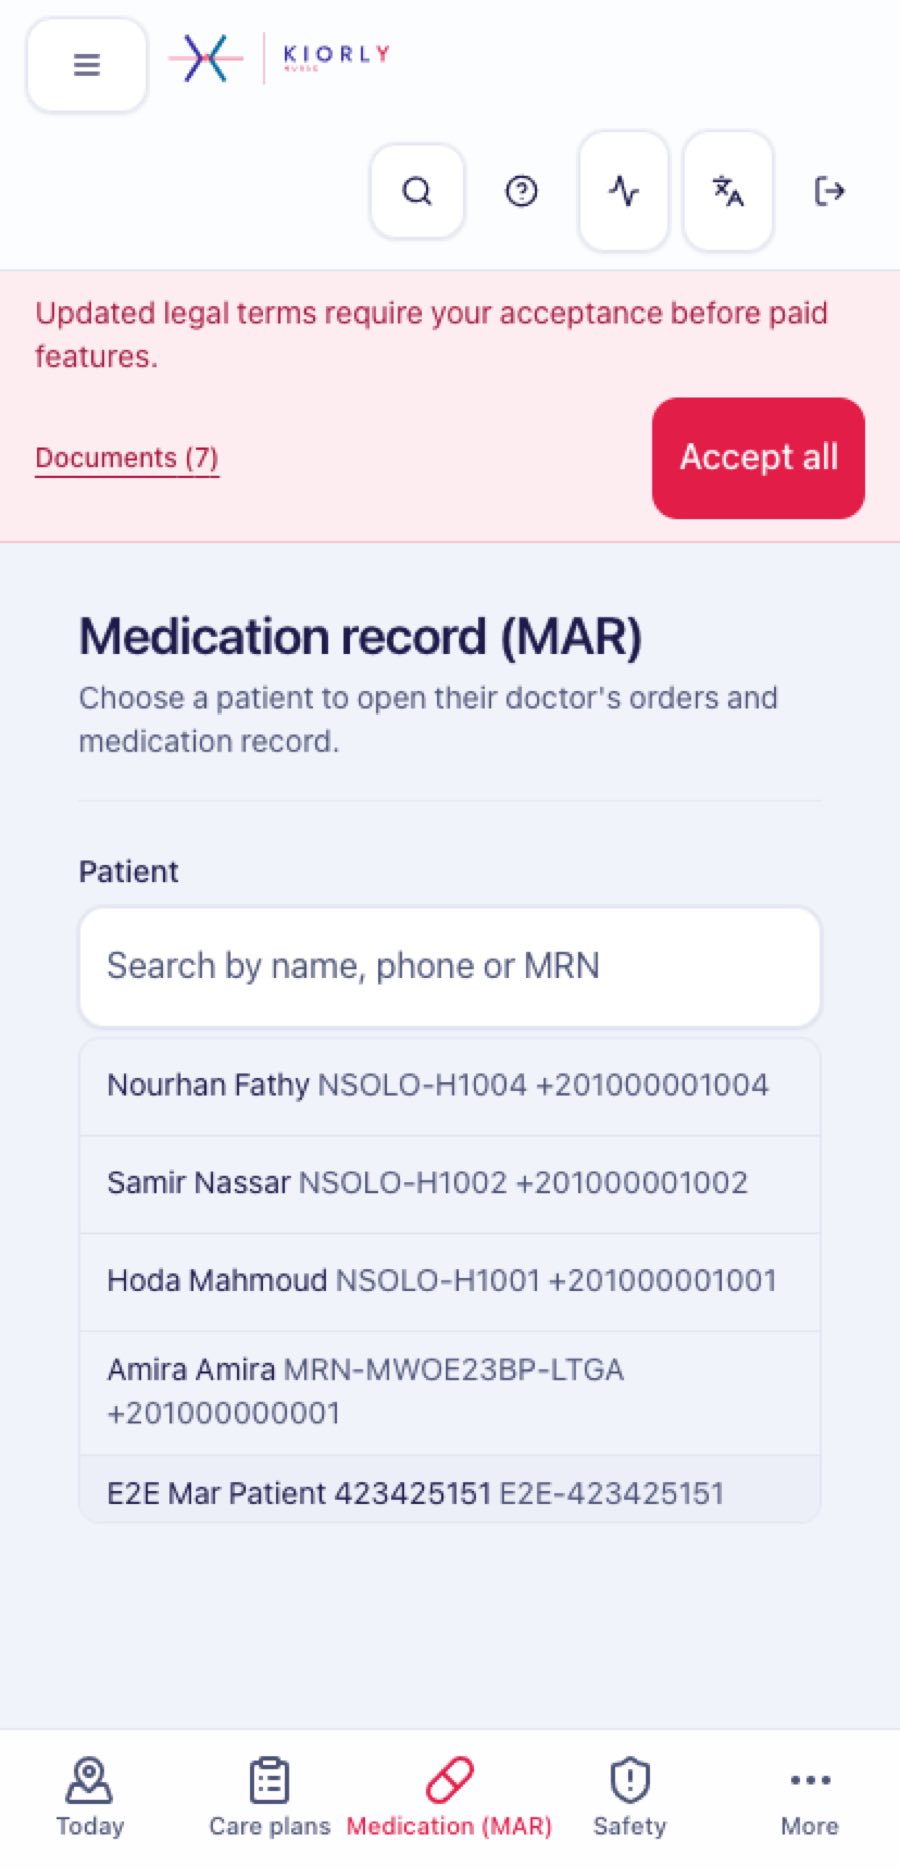 KIORLY
NURSE
Updated legal terms require your acceptance before paid
features.
Documents (7)
Accept all
Medication record (MAR)
Choose a patient to open their doctor's orders and
medication record.
Patient
Search by name, phone or MRN
Nourhan Fathy NSOLO-H1004 +201000001004
Samir Nassar NSOLO-H1002 +201000001002
Hoda Mahmoud NSOLO-H1001 +201000001001
Amira Amira MRN-MWOE23BP-LTGA
+201000000001
E2E Mar Patient 423425151 E2E-423425151
Today
Care plans
Medication (MAR)
Safety
More